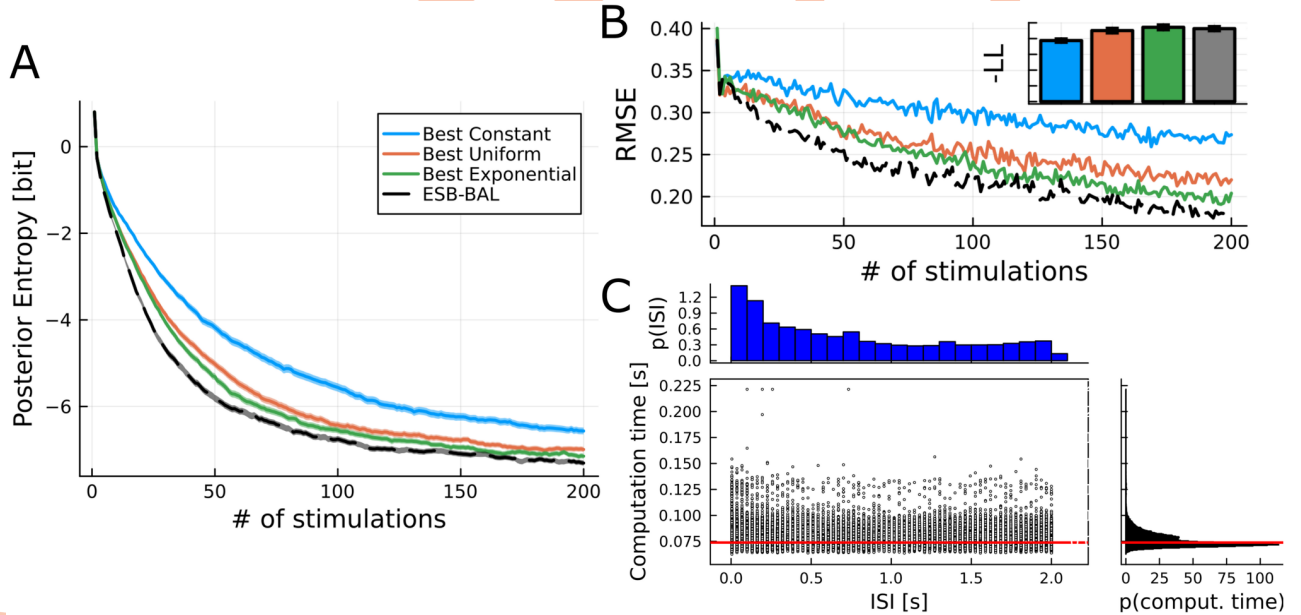 A
Posterior Entropy [bit]
0
−2
−4
−6
Best Constant
Best Uniform
Best Exponential
ESB-BAL
0 50 100 150 200
# of stimulations
B
RMSE
0.40
0.35
0.30
0.25
0.20
-LL
0 50 100 150 200
# of stimulations
C
p(ISI)
1.2
0.9
0.6
0.3
0.0
Computation time [s]
0.225
0.200
0.175
0.150
0.125
0.100
0.075
0.0 0.5 1.0 1.5 2.0
ISI [s]
0 25 50 75 100
p(comput. time)